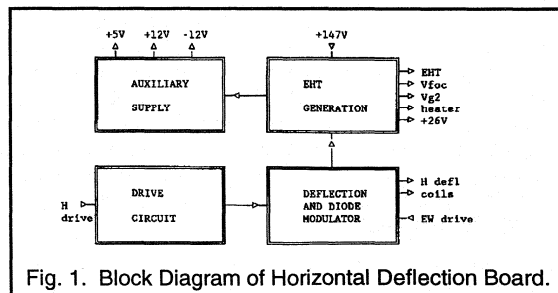 +5V +12V -12V +147V
AUXILIARY
SUPPLY
EHT
GENERATION
EHT
Vfoc
Vg2
heater
+26V
H
drive
DRIVE
CIRCUIT
DEFLECTION
AND DIODE
MODULATOR
H defl
coils
EW drive
Fig. 1. Block Diagram of Horizontal Deflection Board.